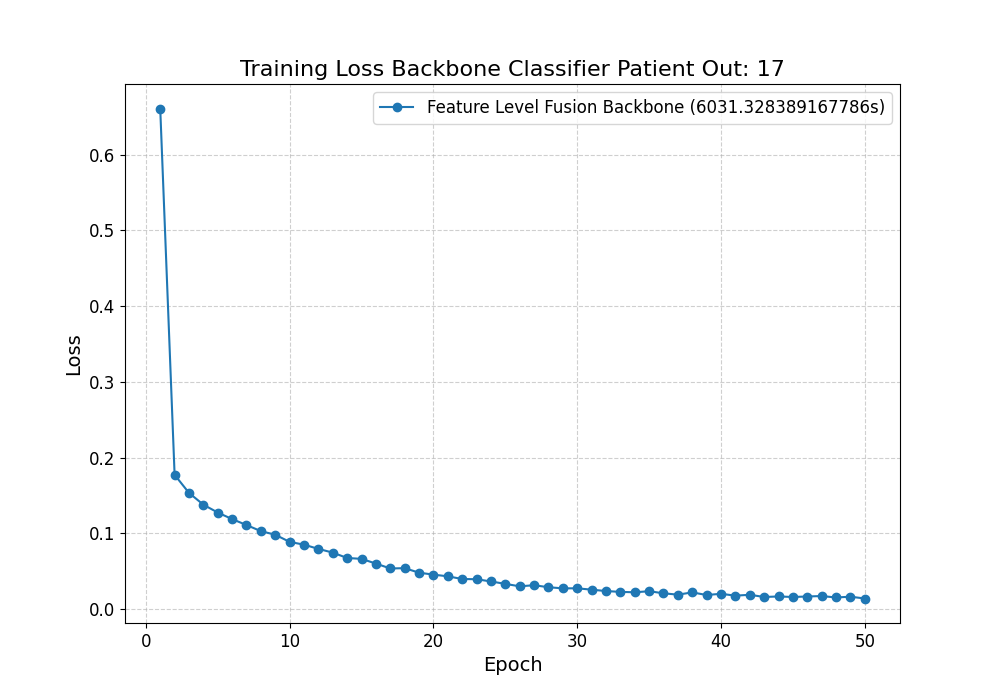 Training Loss Backbone Classifier Patient Out: 17
Feature Level Fusion Backbone (6031.328389167786s)
0.6
0.5
0.4
0.3
0.2
0.1
0.0
Loss
0 10 20 30 40 50
Epoch